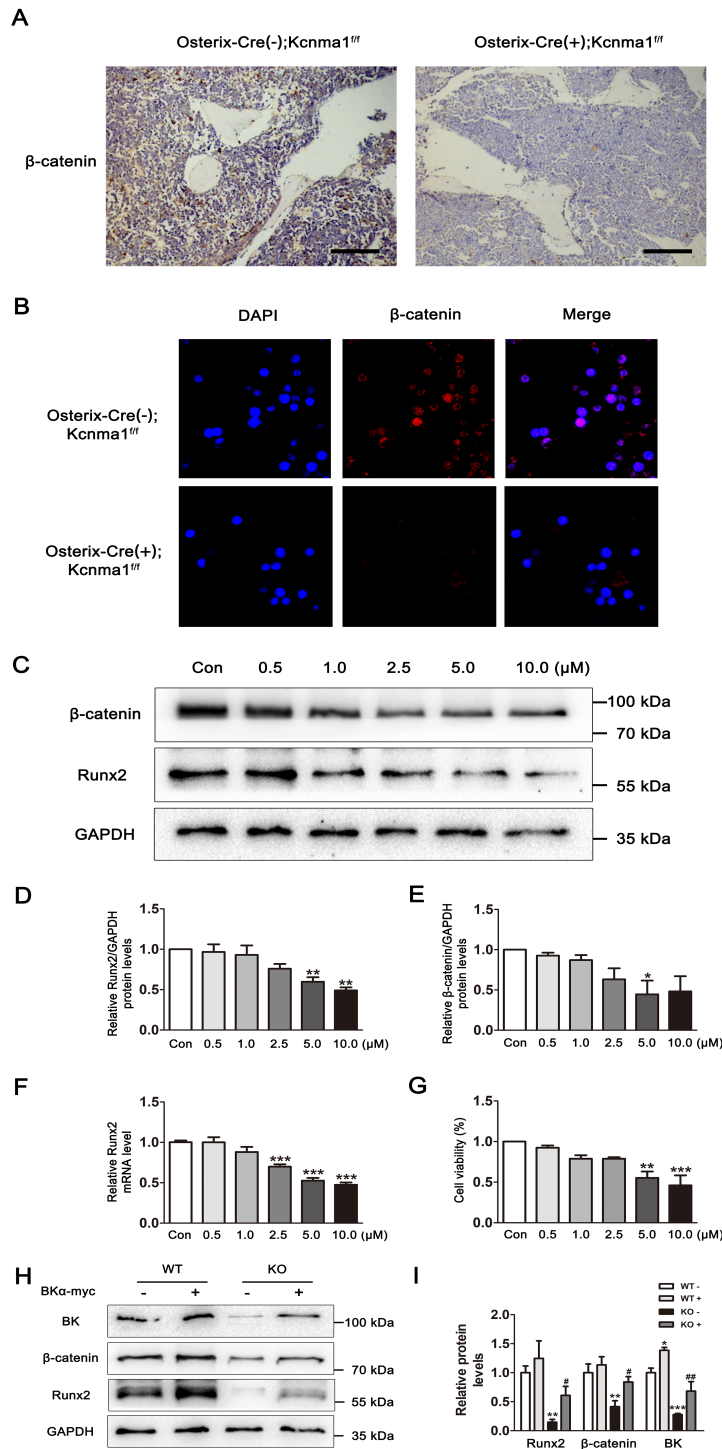 A
Osterix-Cre(-);Kcnma1f/f
Osterix-Cre(+);Kcnma1f/f
β-catenin
B
DAPI β-catenin Merge
Osterix-Cre(-);
Kcnma1f/f
Osterix-Cre(+);
Kcnma1f/f
C
Con 0.5 1.0 2.5 5.0 10.0 (μM)
β-catenin
100 kDa
70 kDa
Runx2
55 kDa
GAPDH
35 kDa
D
Relative Runx2/GAPDH
protein levels
1.5
1.0
0.5
0.0
** **
Con 0.5 1.0 2.5 5.0 10.0 (μM)
E
Relative β-catenin/GAPDH
protein levels
1.5
1.0
0.5
0.0
*
Con 0.5 1.0 2.5 5.0 10.0 (μM)
F
Relative Runx2
mRNA level
1.5
1.0
0.5
0.0
*** *** ***
Con 0.5 1.0 2.5 5.0 10.0 (μM)
G
Cell viability (%)
1.5
1.0
0.5
0.0
** ***
Con 0.5 1.0 2.5 5.0 10.0 (μM)
H
WT KO
BKα-myc - + - +
BK
100 kDa
β-catenin
70 kDa
Runx2
55 kDa
GAPDH
35 kDa
I
WT -
WT +
KO -
KO +
Relative protein
levels
2.0
1.5
1.0
0.5
0.0
** # ** # * *** ##
Runx2 β-catenin BK